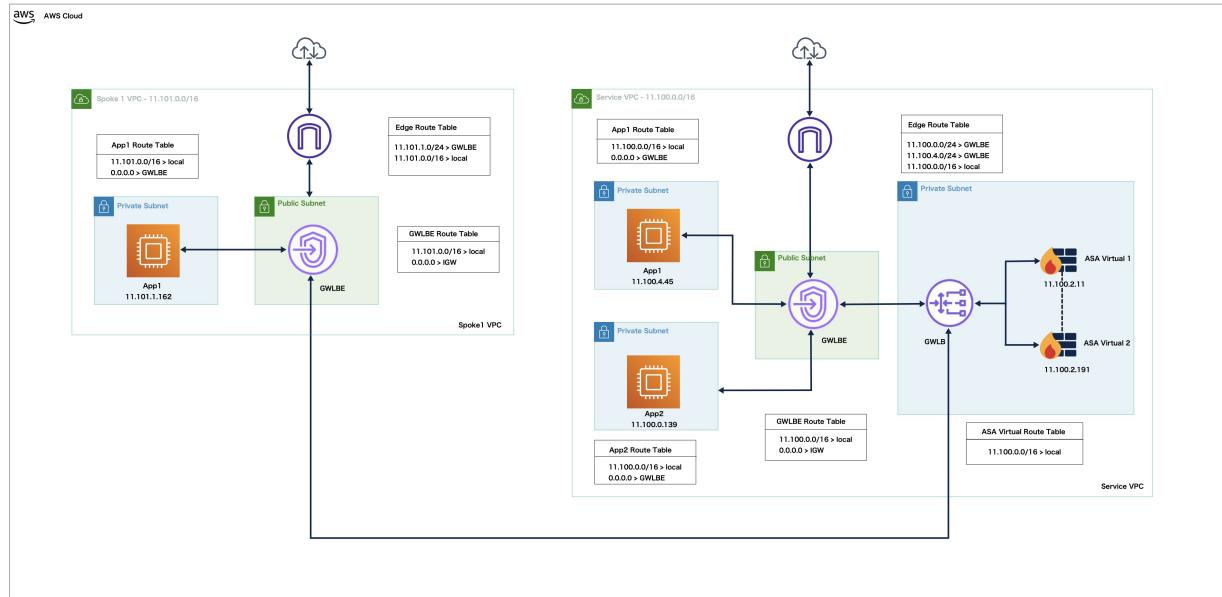 aws
AWS Cloud
Spoke 1 VPC - 11.101.0.0/16
App1 Route Table
11.101.0.0/16 > local
0.0.0.0 > GWLBE
Edge Route Table
11.101.1.0/24 > GWLBE
11.101.0.0/16 > local
Private Subnet
App1
11.101.1.162
Public Subnet
GWLBE
GWLBE Route Table
11.101.0.0/16 > local
0.0.0.0 > IGW
Spoke1 VPC
Service VPC - 11.100.0.0/16
App1 Route Table
11.100.0.0/16 > local
0.0.0.0 > GWLBE
Edge Route Table
11.100.0.0/24 > GWLBE
11.100.4.0/24 > GWLBE
11.100.0.0/16 > local
Private Subnet
App1
11.100.4.45
Public Subnet
GWLBE
Private Subnet
GWLB
ASA Virtual 1
11.100.2.11
ASA Virtual 2
11.100.2.191
Private Subnet
App2
11.100.0.139
App2 Route Table
11.100.0.0/16 > local
0.0.0.0 > GWLBE
GWLBE Route Table
11.100.0.0/16 > local
0.0.0.0 > IGW
ASA Virtual Route Table
11.100.0.0/16 > local
Service VPC